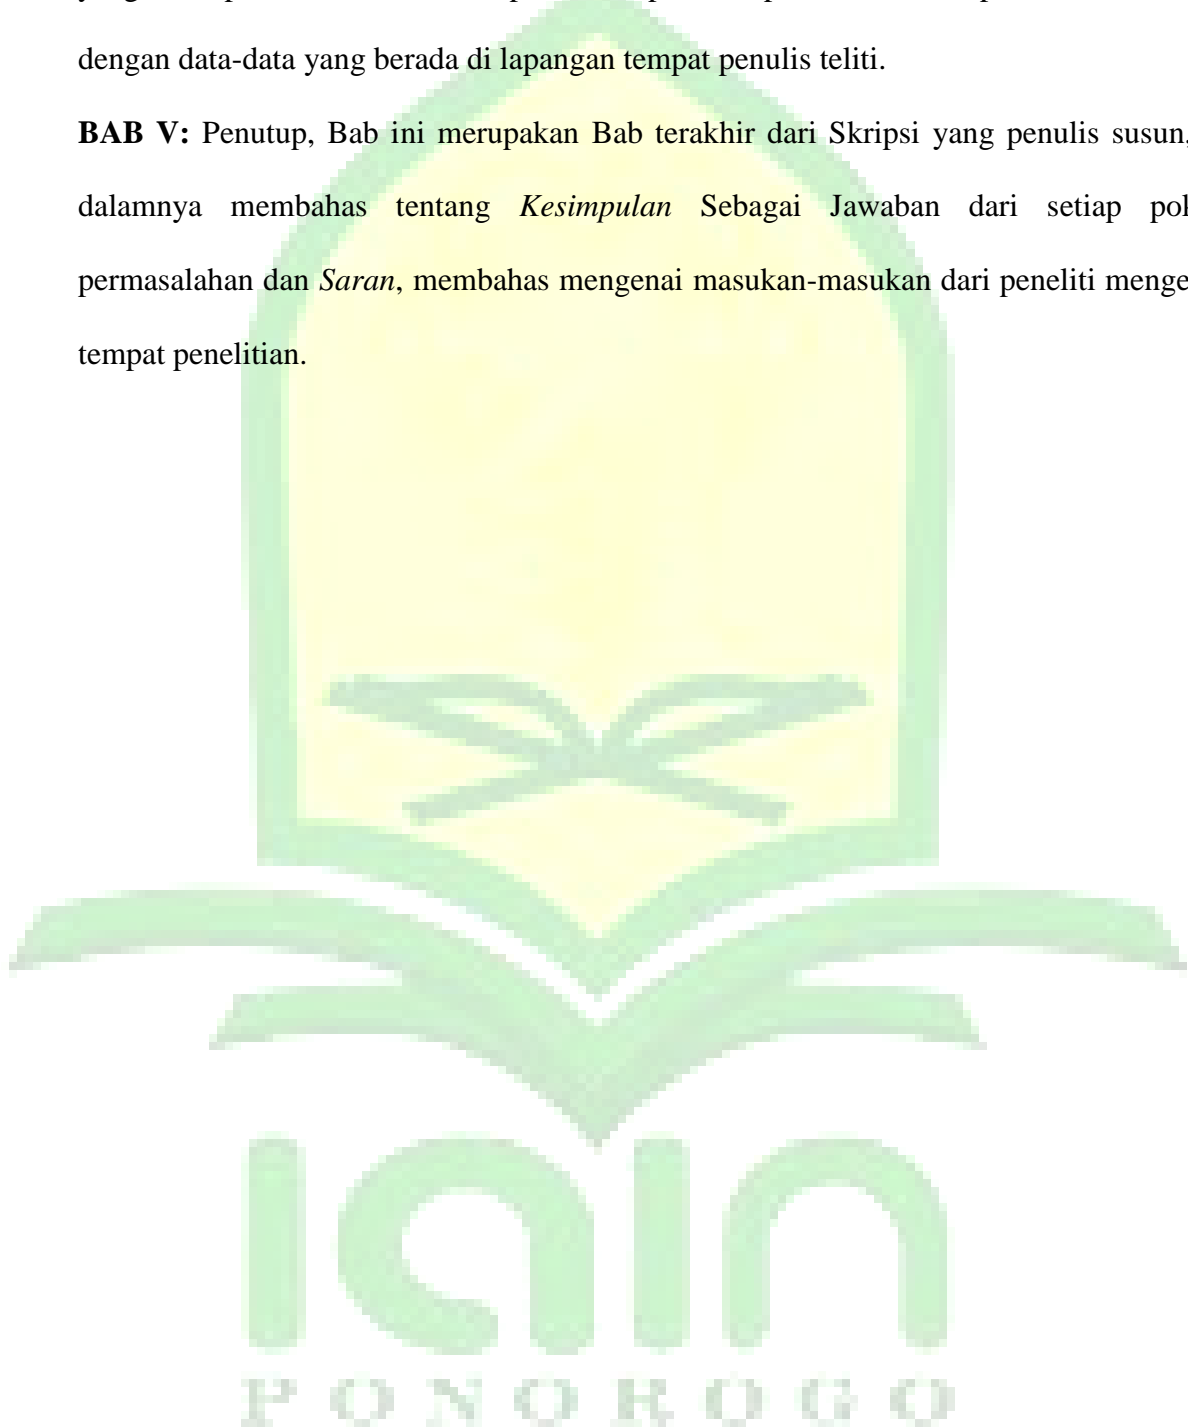 dengan data-data yang berada di lapangan tempat penulis teliti.
BAB V: Penutup, Bab ini merupakan Bab terakhir dari Skripsi yang penulis susun,
dalamnya membahas tentang Kesimpulan Sebagai Jawaban dari setiap
permasalahan dan Saran, membahas mengenai masukan-masukan dari peneliti
tempat penelitian.
iain
PONOROGO